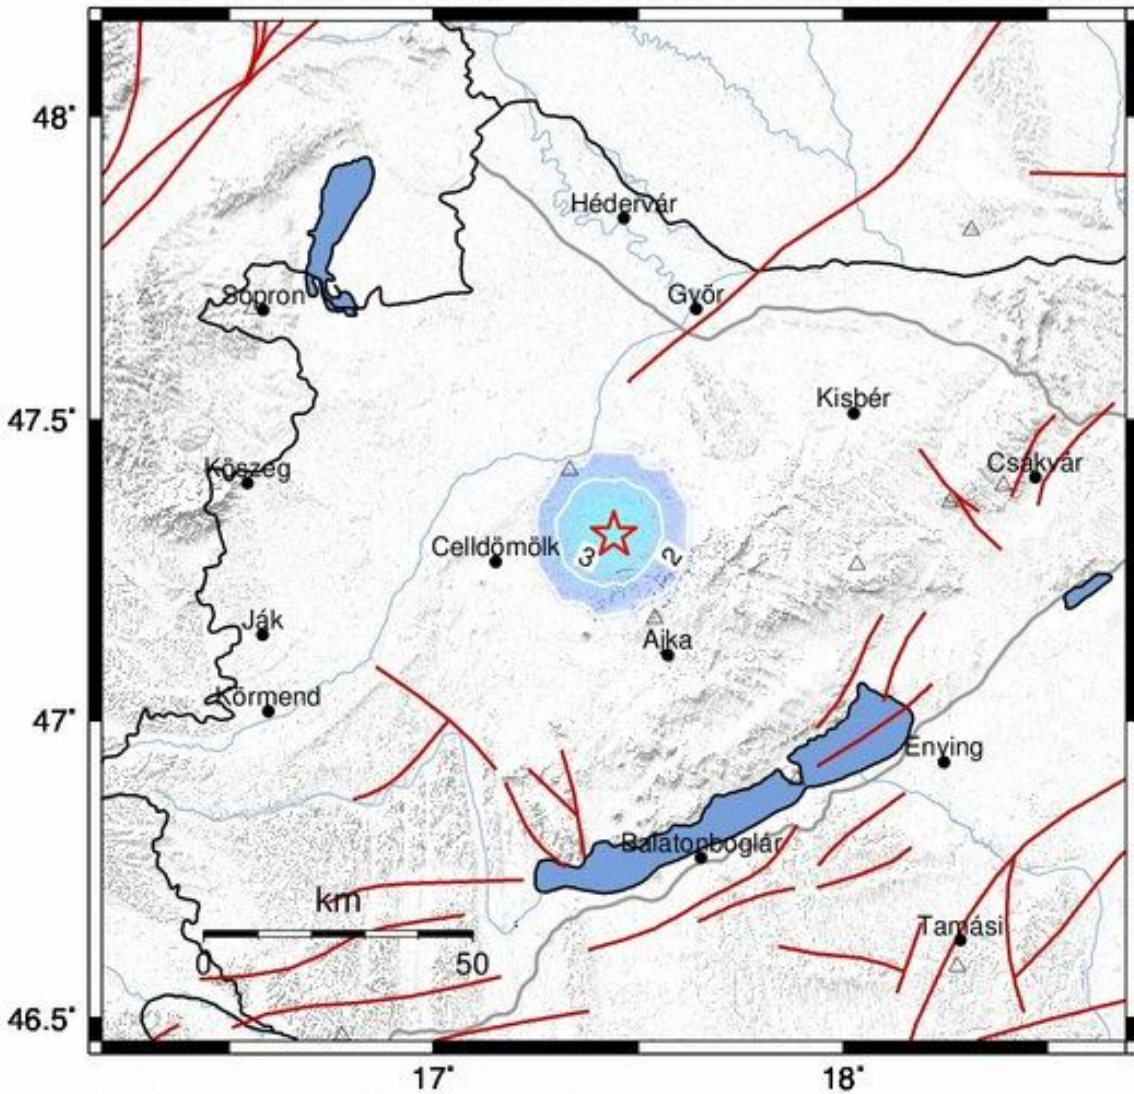 48°
Hédervár
Sopron
Győr
47.5°
Kisbér
Kőszeg
Csákvár
Celldömölk
3
2
Ják
Ajka
Körmend
47°
Enying
Balatonboglár
km
Tamási
0
50
46.5°
17°
18°